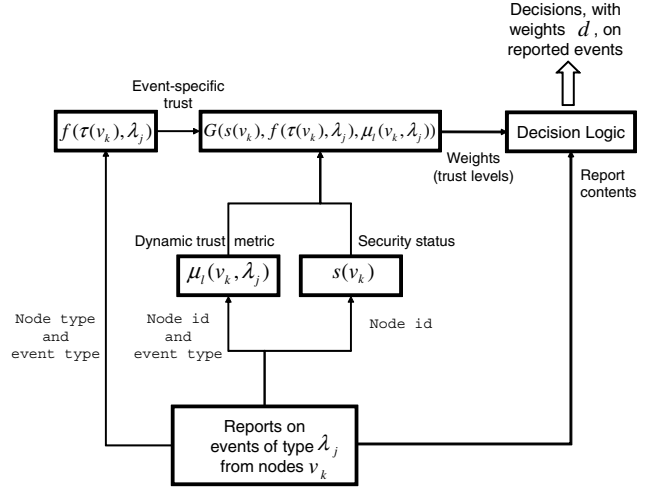 Decisions, with
weights d, on
reported events
Event-specific
trust
f(τ(v_k),λ_j)
G(s(v_k), f(τ(v_k),λ_j),μ_l(v_k,λ_j))
Decision Logic
Weights
(trust levels)
Report
contents
Dynamic trust metric
Security status
μ_l(v_k,λ_j)
s(v_k)
Node type
and
event type
Node id
and
event type
Node id
Reports on
events of type λ_j
from nodes v_k